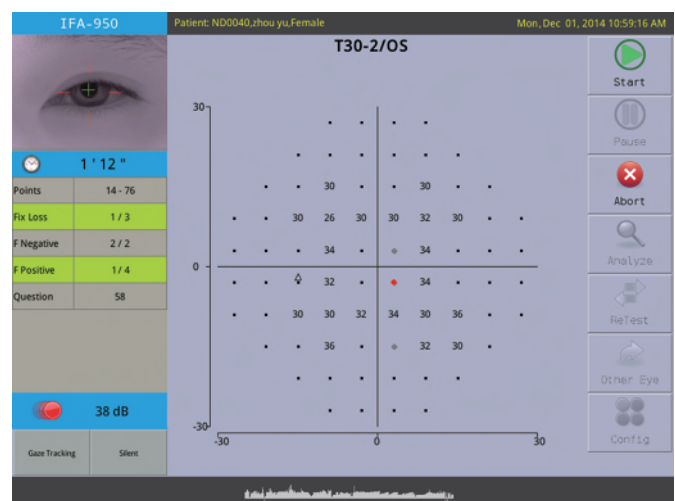 IFA-950
Patient: ND0040,zhou yu,Female
Mon, Dec 01, 2014 10:59:16 AM
T30-2/OS
1 ' 12 "
Points 14 - 76
Fix Loss 1 / 3
F Negative 2 / 2
F Positive 1 / 4
Question 58
38 dB
Gaze Tracking Silent
30
30 30
30 26 30 30 32 30
34 34
0
32 34
30 30 32 34 30 36
36 32 30
-30
-30 0 30
Start
Pause
Abort
Analyze
ReTest
Other Eye
Config